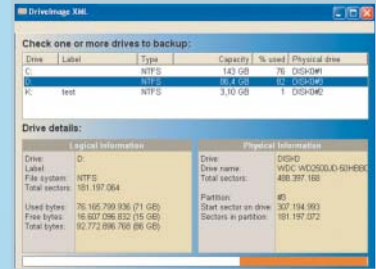 DriveImage XML
Check one or more drives to backup:
Drive Label Type Capacity % used Physical drive
C: NTFS 143 GB 76 DISK0#1
D: NTFS 86,4 GB 82 DISK0#3
K: test NTFS 3,10 GB 1 DISK0#2
Drive details:
Logical Information
Drive: D:
Label:
File system: NTFS
Total sectors: 181.197.064
Used bytes: 76.165.799.936 (71 GB)
Free bytes: 16.607.096.832 (15 GB)
Total bytes: 92.772.896.768 (86 GB)
Physical Information
Drive: DISK0
Drive name: WDC WD2500JD-50HBBC
Total sectors: 488.397.168
Partition: #3
Start sector on drive: 307.194.993
Sectors in partition: 181.197.072